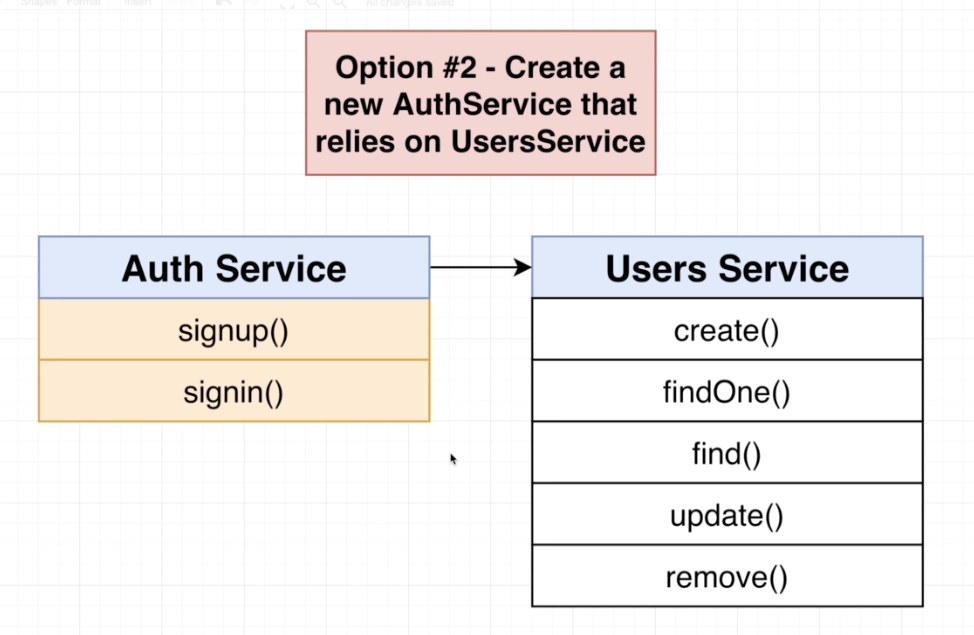 Shapes Format Insert All changes saved
Option #2 - Create a
new AuthService that
relies on UsersService
Auth Service
signup()
signin()
Users Service
create()
findOne()
find()
update()
remove()